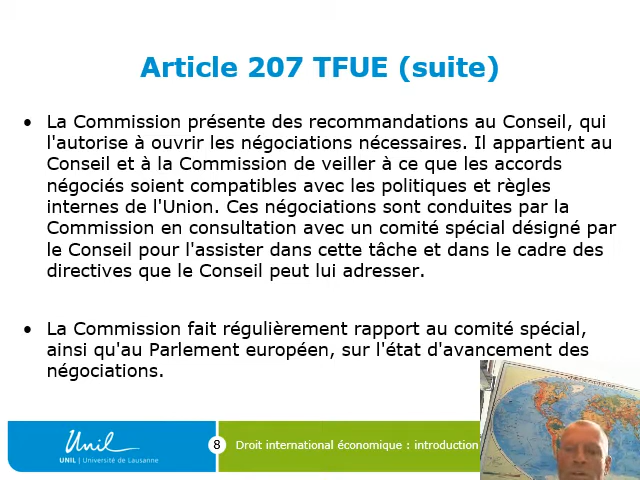 Article 207 TFUE (suite)
• La Commission présente des recommandations au Conseil, qui
l'autorise à ouvrir les négociations nécessaires. Il appartient au
Conseil et à la Commission de veiller à ce que les accords
négociés soient compatibles avec les politiques et règles
internes de l'Union. Ces négociations sont conduites par la
Commission en consultation avec un comité spécial désigné par
le Conseil pour l'assister dans cette tâche et dans le cadre des
directives que le Conseil peut lui adresser.
• La Commission fait régulièrement rapport au comité spécial,
ainsi qu'au Parlement européen, sur l'état d'avancement des
négociations.
Unil
UNIL | Université de Lausanne
8
Droit international économique : introduction